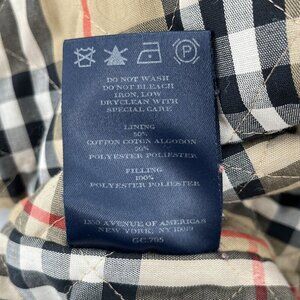 P
DO NOT WASH
DO NOT BLEACH
IRON, LOW
DRYCLEAN WITH
SPECIAL CARE
LINING
50%
COTTON COTTON ALGODON
50%
POLYESTER POLIESTER
FILLING
100%
POLYESTER POLIESTER
1350 AVENUE OF AMERICAS
NEW YORK, NY 10019
GC.705